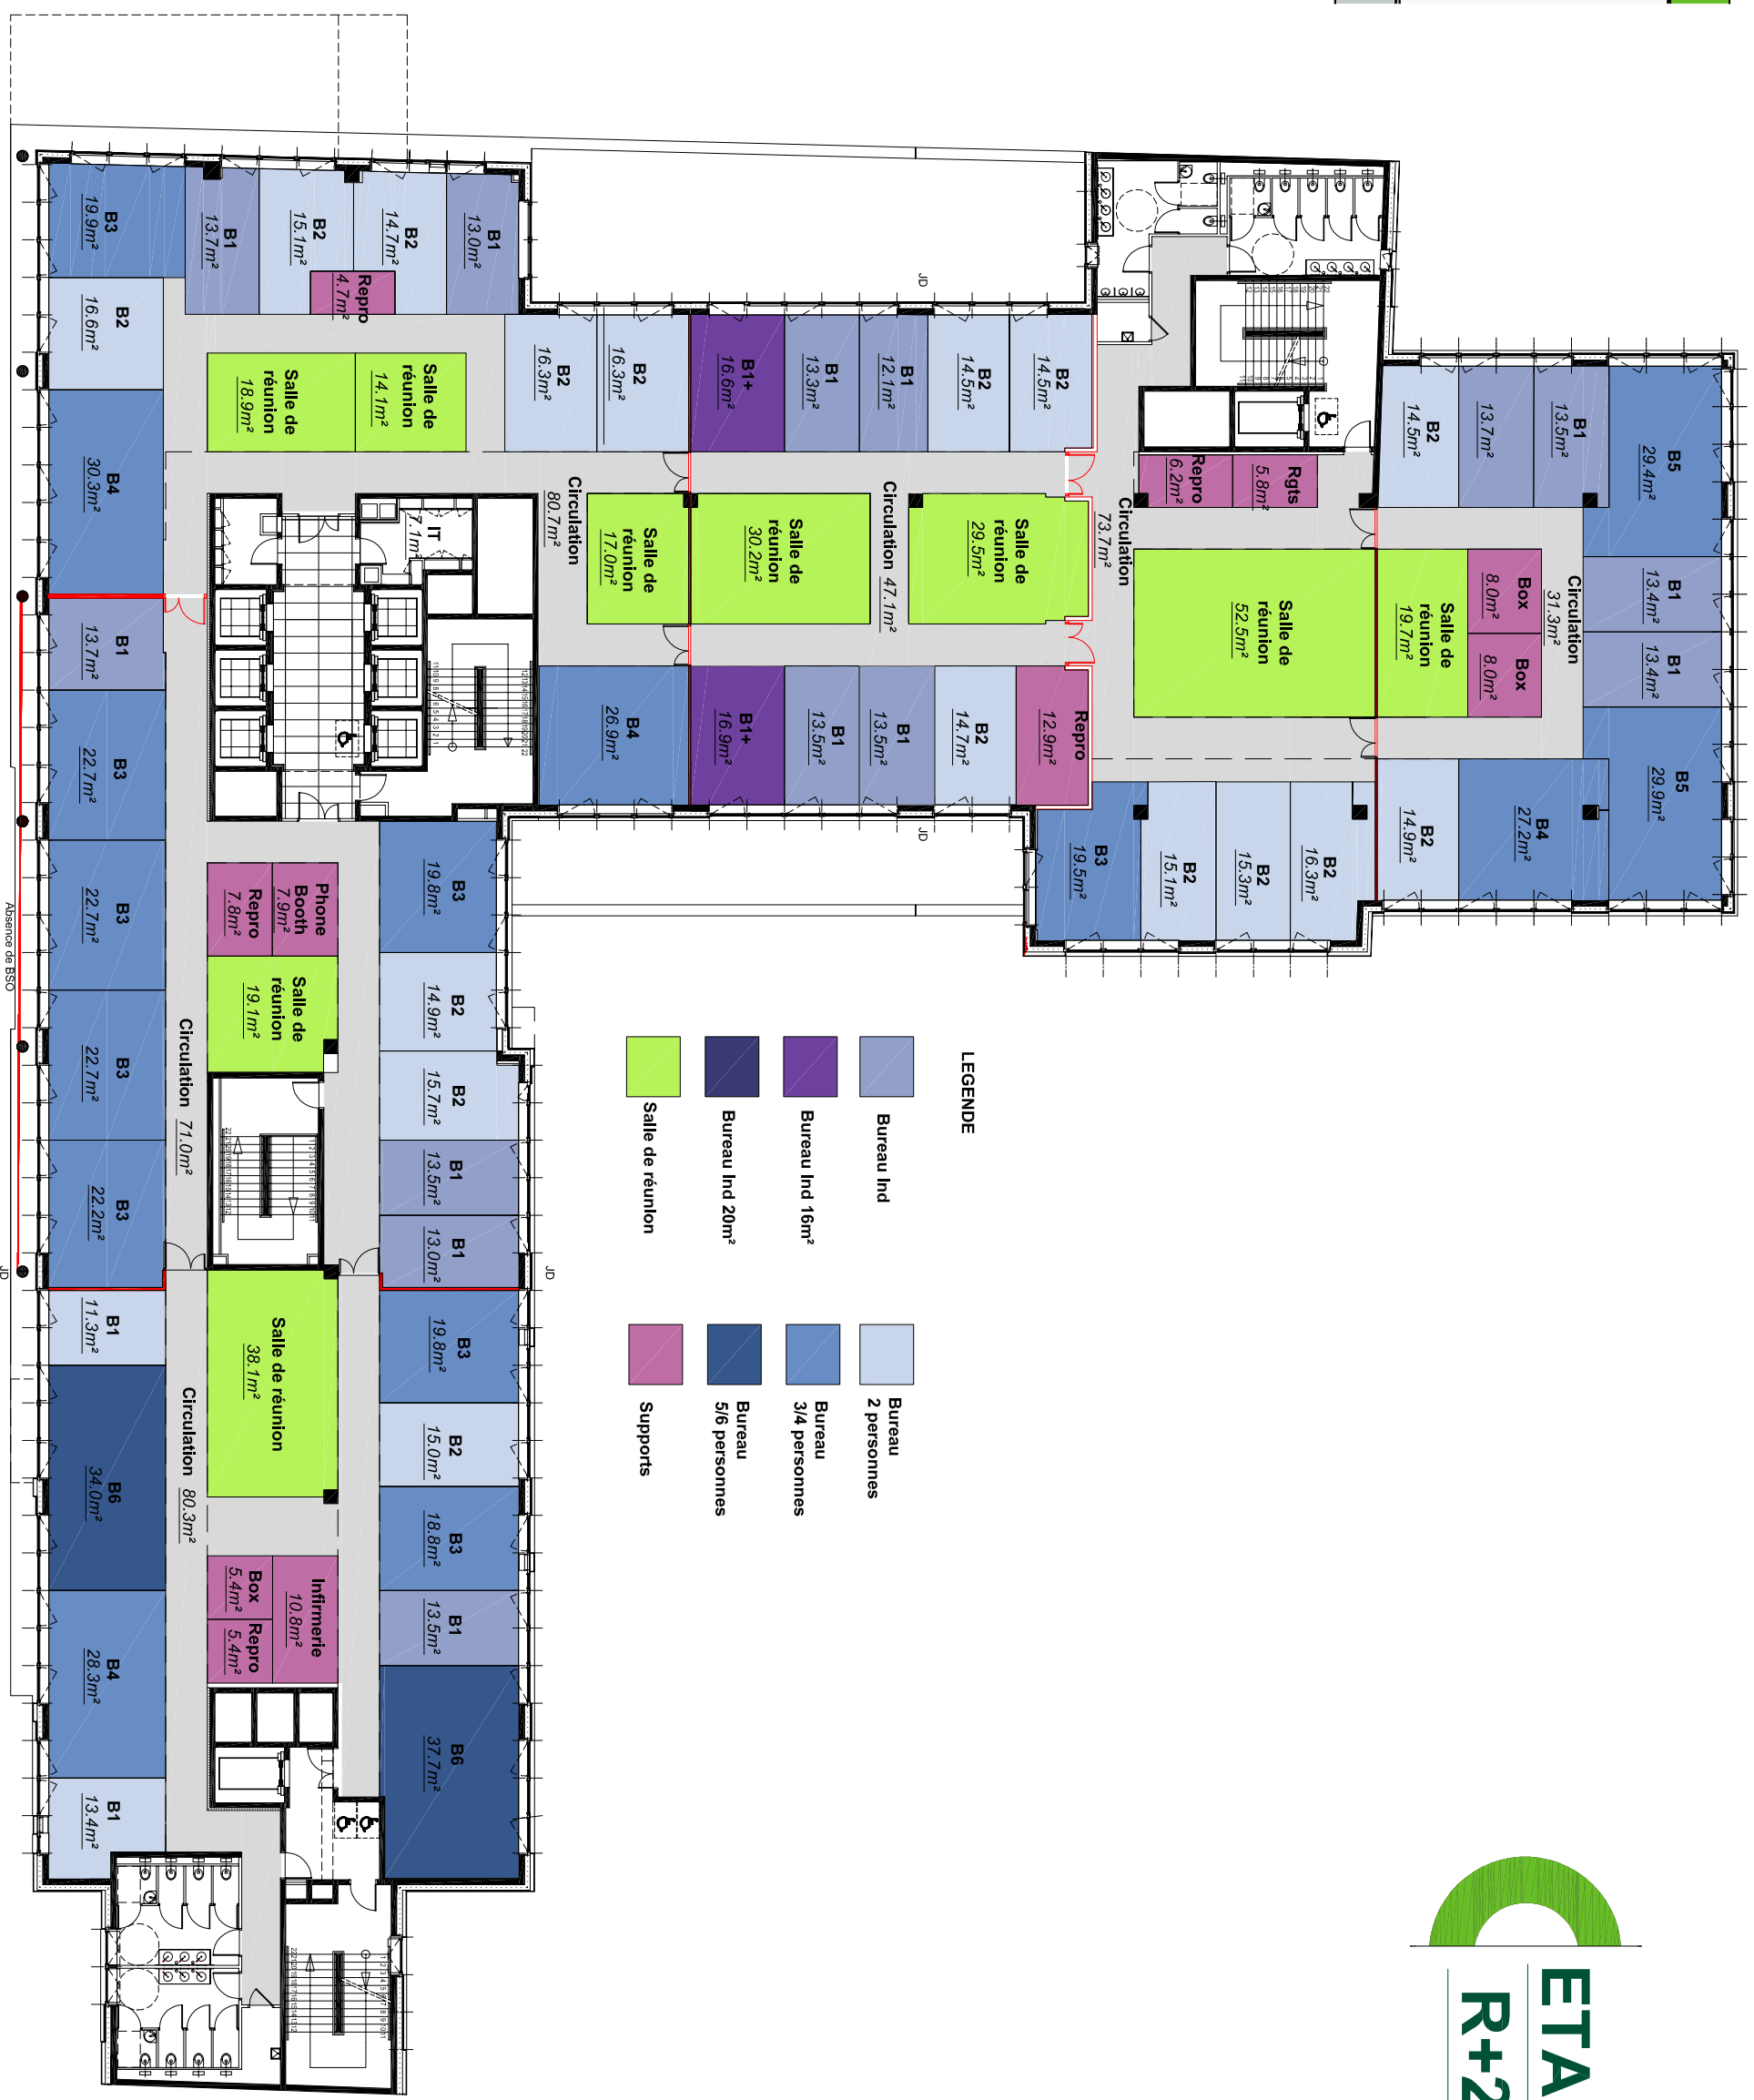 ETA
R+2
B5
29.4m²
B1
13.4m²
B1
13.4m²
B5
29.9m²
B1
13.5m²
13.7m²
B2
14.5m²
Circulation
31.3m²
Box
8.0m²
Box
8.0m²
Salle de
réunion
19.7m²
B4
27.2m²
B2
14.9m²
Rgts
5.8m²
Repro
6.2m²
Salle de
réunion
52.5m²
B2
16.3m²
B2
15.3m²
B2
15.1m²
B3
19.5m²
Circulation
73.7m²
B2
14.5m²
B2
14.5m²
B1
12.1m²
B1
13.3m²
B1+
16.6m²
Salle de
réunion
29.5m²
Circulation 47.1m²
Salle de
réunion
30.2m²
Repro
12.9m²
B2
14.7m²
B1
13.5m²
B1
13.5m²
B1+
16.9m²
JD
JD
B2
16.3m²
B2
16.3m²
Salle de
réunion
17.0m²
Circulation
80.7m²
B4
26.9m²
LEGENDE
Bureau Ind
Bureau Ind 16m²
Bureau Ind 20m²
Salle de réunion
Bureau
2 personnes
Bureau
3/4 personnes
Bureau
5/6 personnes
Supports
JD
B1
13.0m²
B2
14.7m²
B2
15.1m²
Repro
4.7m²
B1
13.7m²
B3
19.9m²
Salle de
réunion
14.1m²
Salle de
réunion
18.9m²
IT
7.1m²
B3
19.8m²
B2
14.9m²
B2
15.7m²
B1
13.5m²
B1
13.0m²
B3
19.8m²
B2
15.0m²
B3
18.8m²
B1
13.5m²
B6
37.7m²
Phone
Booth
7.9m²
Repro
7.8m²
Salle de
réunion
19.1m²
Salle de réunion
38.1m²
Infirmerie
10.8m²
Box
5.4m²
Repro
5.4m²
Circulation 71.0m²
Circulation 80.3m²
B2
16.6m²
B4
30.3m²
B1
13.7m²
B3
22.7m²
B3
22.7m²
B3
22.7m²
B3
22.2m²
B1
11.3m²
B6
34.0m²
B4
28.3m²
B1
13.4m²
Absence de BSO
JD